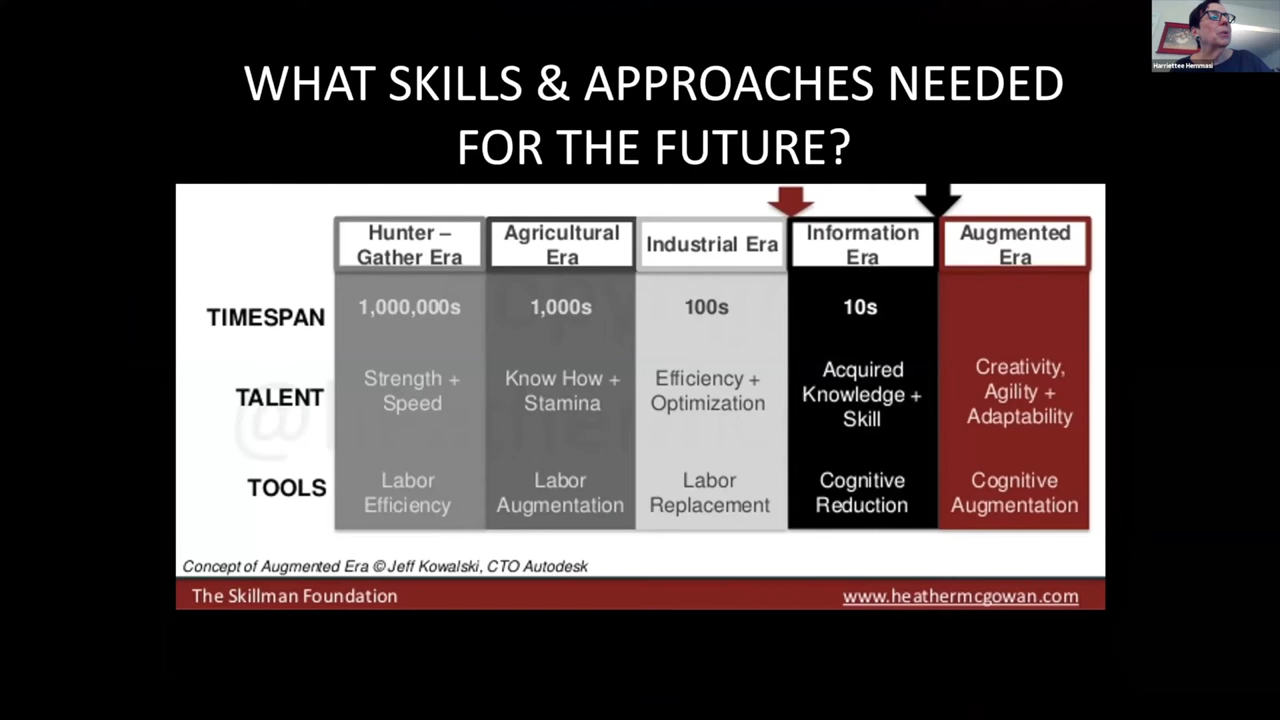 Harriettee Hemmasi
WHAT SKILLS & APPROACHES NEEDED
FOR THE FUTURE?
Hunter –
Gather Era
Agricultural
Era
Industrial Era
Information
Era
Augmented
Era
TIMESPAN
1,000,000s
1,000s
100s
10s
TALENT
Strength +
Speed
Know How +
Stamina
Efficiency +
Optimization
Acquired
Knowledge +
Skill
Creativity,
Agility +
Adaptability
TOOLS
Labor
Efficiency
Labor
Augmentation
Labor
Replacement
Cognitive
Reduction
Cognitive
Augmentation
Concept of Augmented Era © Jeff Kowalski, CTO Autodesk
The Skillman Foundation
www.heathermcgowan.com